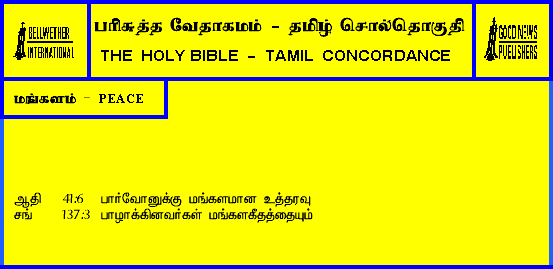 BELLWETHER
INTERNATIONAL
பரிசுத்த வேதாகமம் - தமிழ் சொல்தொகுதி
THE HOLY BIBLE - TAMIL CONCORDANCE
GOOD NEWS
PUBLISHERS
மங்களம் - PEACE
ஆதி 41:6 பார்வோனுக்கு மங்களமான உத்தரவு
சங் 137:3 பாழாக்கினவர்கள் மங்களகீதத்தையும்